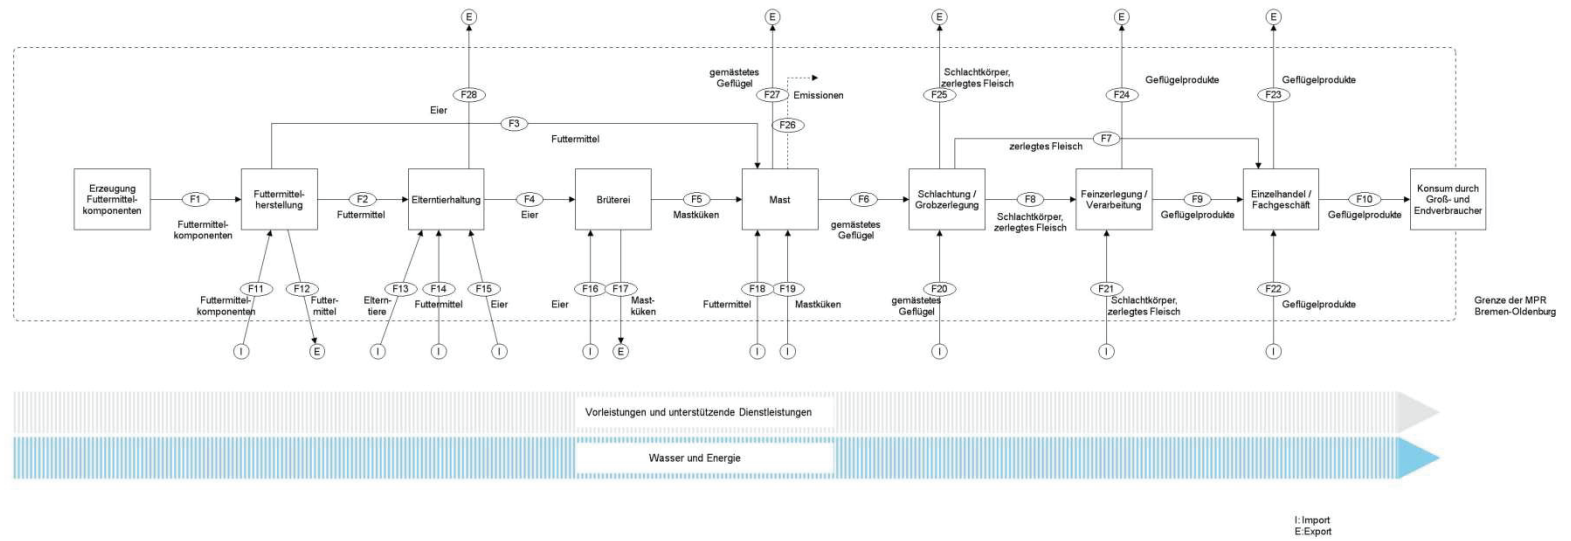 E
E
E
E
E
gemästetes
Geflügel
Schlachtkörper,
zerlegtes Fleisch
Geflügelprodukte
Geflügelprodukte
F28
F27
Emissionen
F25
F24
F23
Eier
F3
F26
Futtermittel
F7
zerlegtes Fleisch
Erzeugung
Futtermittel-
komponenten
F1
Futtermittel-
komponenten
Futtermittel-
herstellung
F2
Futtermittel
Elterntierhaltung
F4
Eier
Brüterei
F5
Mastküken
Mast
F6
gemästetes
Geflügel
Schlachtung /
Grobzerlegung
F8
Schlachtkörper,
zerlegtes Fleisch
Feinzerlegung /
Verarbeitung
F9
Geflügelprodukte
Einzelhandel /
Fachgeschäft
F10
Geflügelprodukte
Konsum durch
Groß- und
Endverbraucher
F11
Futtermittel-
komponenten
F12
Futter-
mittel
F13
Eltern-
tiere
F14
Futtermittel
F15
Eier
F16
Eier
F17
Mast-
küken
F18
Futtermittel
F19
Mastküken
F20
gemästetes
Geflügel
F21
Schlachtkörper,
zerlegtes Fleisch
F22
Geflügelprodukte
Grenze der MPR
Bremen-Oldenburg
I
E
I
I
I
I
E
I
I
I
I
I
Vorleistungen und unterstützende Dienstleistungen
Wasser und Energie
I: Import
E:Export